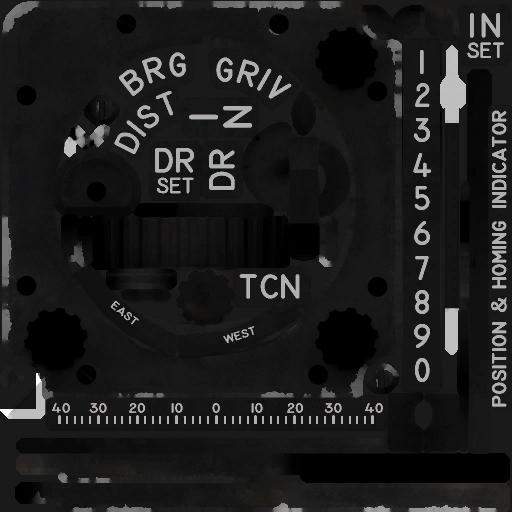 IN
SET
BRG GRIV
DIST I N
DR
SET
DR
TCN
EAST
WEST
1
2
3
4
5
6
7
8
9
0
POSITION & HOMING INDICATOR
40 30 20 10 0 10 20 30 40